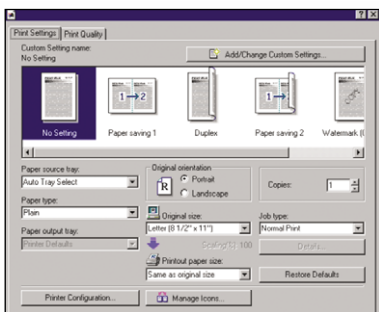 Print Settings
Print Quality
Custom Setting name:
No Setting
Add/Change Custom Settings...
1 → 2
1 2
No Setting
Paper saving 1
Duplex
Paper saving 2
Watermark (
Paper source tray:
Auto Tray Select
Original orientation
R
Portrait
Landscape
Copies:
1
Paper type:
Plain
Original size:
Letter (8 1/2" x 11")
Job type:
Normal Print
Paper output tray:
Printer Defaults
Scaling(%): 100
Details...
Printout paper size:
Same as original size
Restore Defaults
Printer Configuration...
Manage Icons...